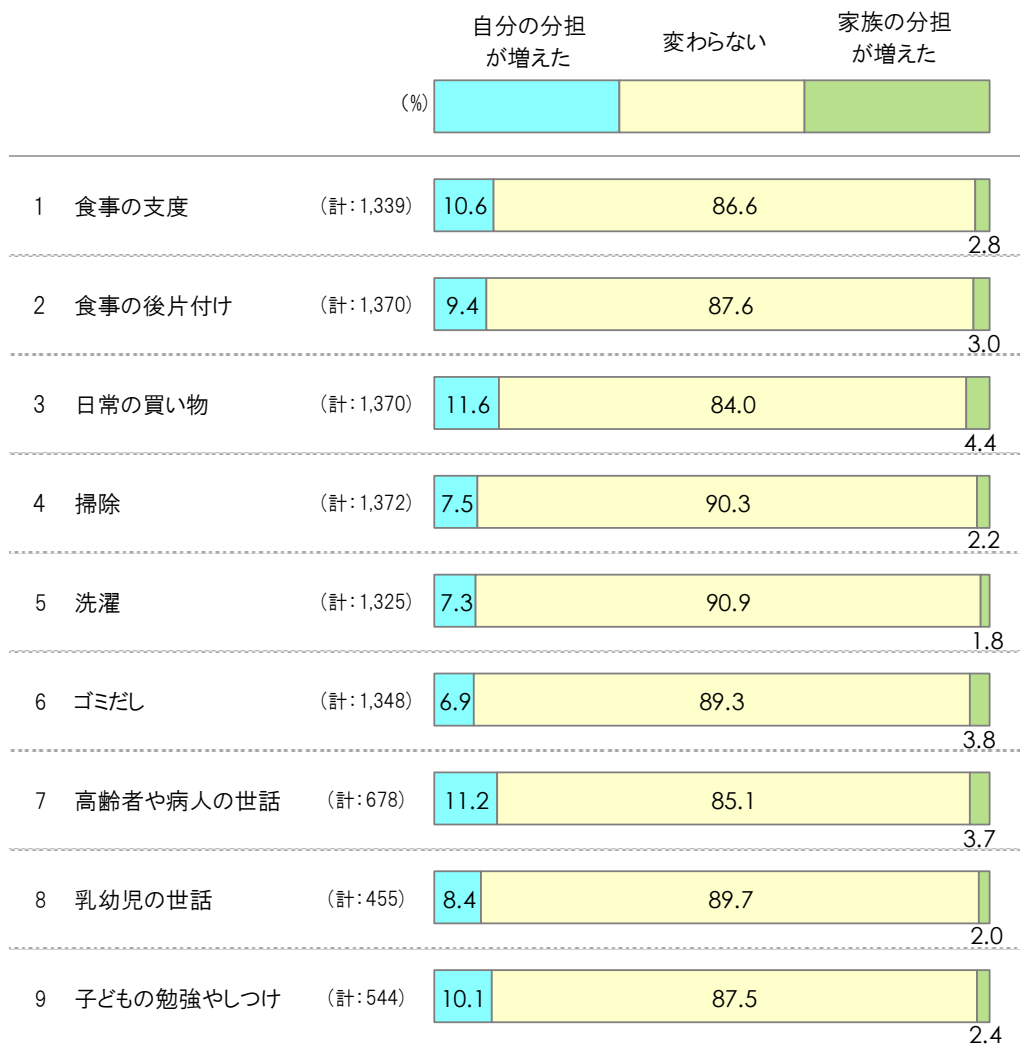 自分の分担
が増えた
変わらない
家族の分担
が増えた
(%)
1 食事の支度 (計：1,339) 10.6 86.6
2.8
2 食事の後片付け (計：1,370) 9.4 87.6
3.0
3 日常の買い物 (計：1,370) 11.6 84.0
4.4
4 掃除 (計：1,372) 7.5 90.3
2.2
5 洗濯 (計：1,325) 7.3 90.9
1.8
6 ゴミだし (計：1,348) 6.9 89.3
3.8
7 高齢者や病人の世話 (計：678) 11.2 85.1
3.7
8 乳幼児の世話 (計：455) 8.4 89.7
2.0
9 子どもの勉強やしつけ (計：544) 10.1 87.5
2.4